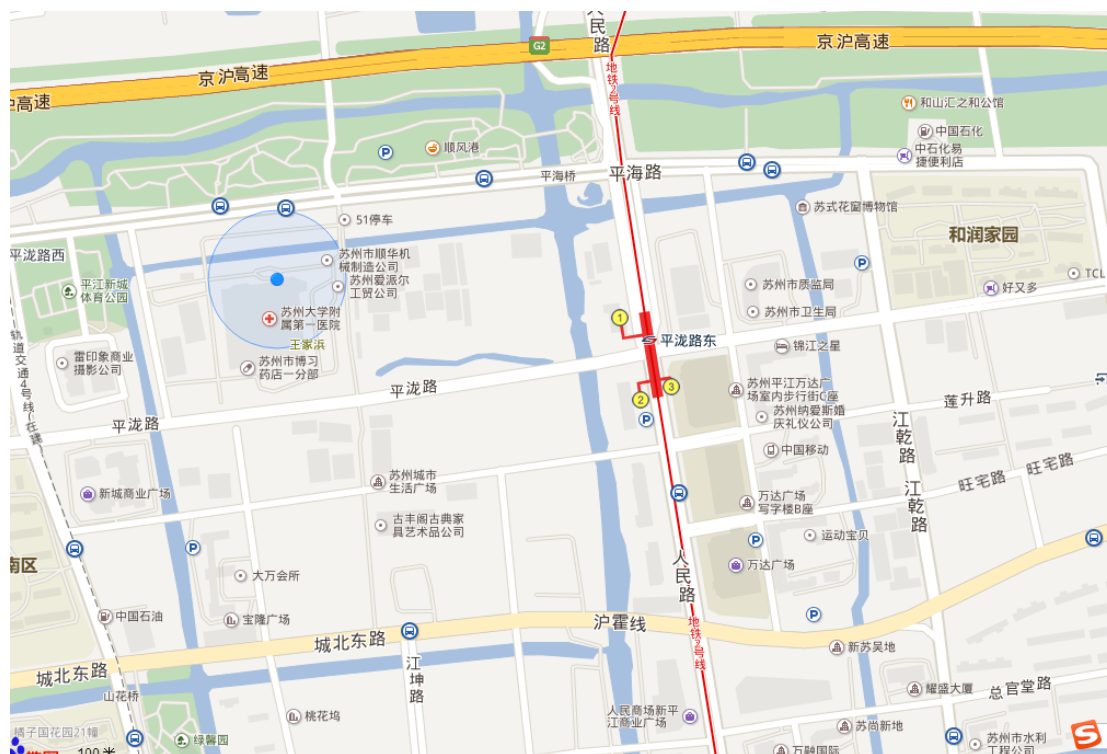 人民路
G2
京沪高速
京沪高速
沪高速
地铁2号线
和山汇之和公馆
中国石化
中石化易
捷便利店
顺风港
P
平海路
平海桥
51停车
苏式花窗博物馆
和润家园
平泷路西
平江新城
体育公园
苏州市顺华机
械制造公司
苏州爱派尔
工贸公司
P
TCL
苏州市质监局
好又多
苏州大学附
属第一医院
苏州市卫生局
1
平泷路东
王家浜
锦江之星
雷印象商业
摄影公司
苏州市博习
药店一分部
轨道交通4号线(在建)
平泷路
3
2
苏州平江万达广
场室内步行街C座
莲升路
P
苏州纳爱斯婚
庆礼仪公司
平泷路
江乾路
中国移动
苏州城市
生活广场
旺宅路
旺宅路
新城商业广场
万达广场
写字楼B座
江乾路
古丰阁古典家
具艺术品公司
运动宝贝
P
P
南区
大万会所
人民路
万达广场
中国石油
宝隆广场
沪霍线
P
地铁2号线
城北东路
新苏吴地
城北东路
江坤路
山花桥
耀盛大厦
总官堂路
桃花坞
人民商场新平
江商业广场
苏尚新地
橘子国花园21幢
绿馨园
苏州市水利
工程公司
万融国际
100米
S